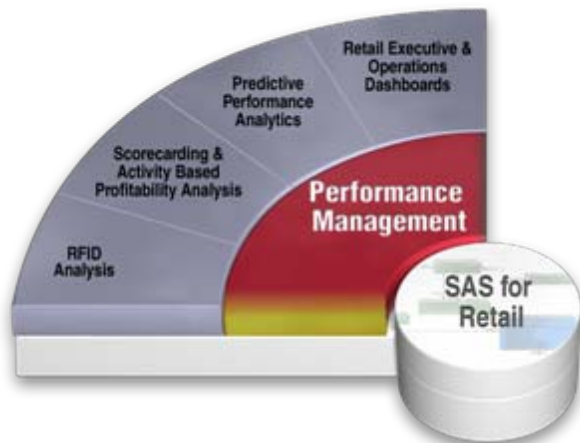 Retail Executive &
Operations
Dashboards
Predictive
Performance
Analytics
Scorecarding &
Activity Based
Profitability Analysis
RFID
Analysis
Performance
Management
SAS for
Retail